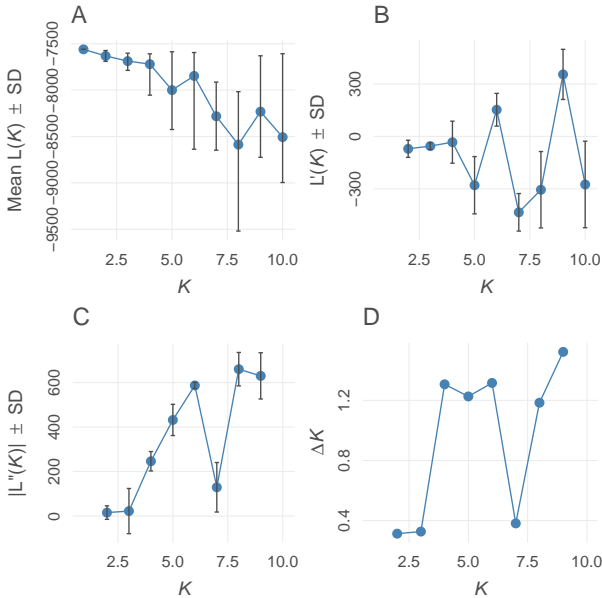 A
Mean L(K) ± SD
−7500
−8000
−8500
−9000
−9500
2.5 5.0 7.5 10.0
K
B
L'(K) ± SD
300
0
−300
2.5 5.0 7.5 10.0
K
C
|L"(K)| ± SD
600
400
200
0
2.5 5.0 7.5 10.0
K
D
ΔK
1.2
0.8
0.4
2.5 5.0 7.5 10.0
K